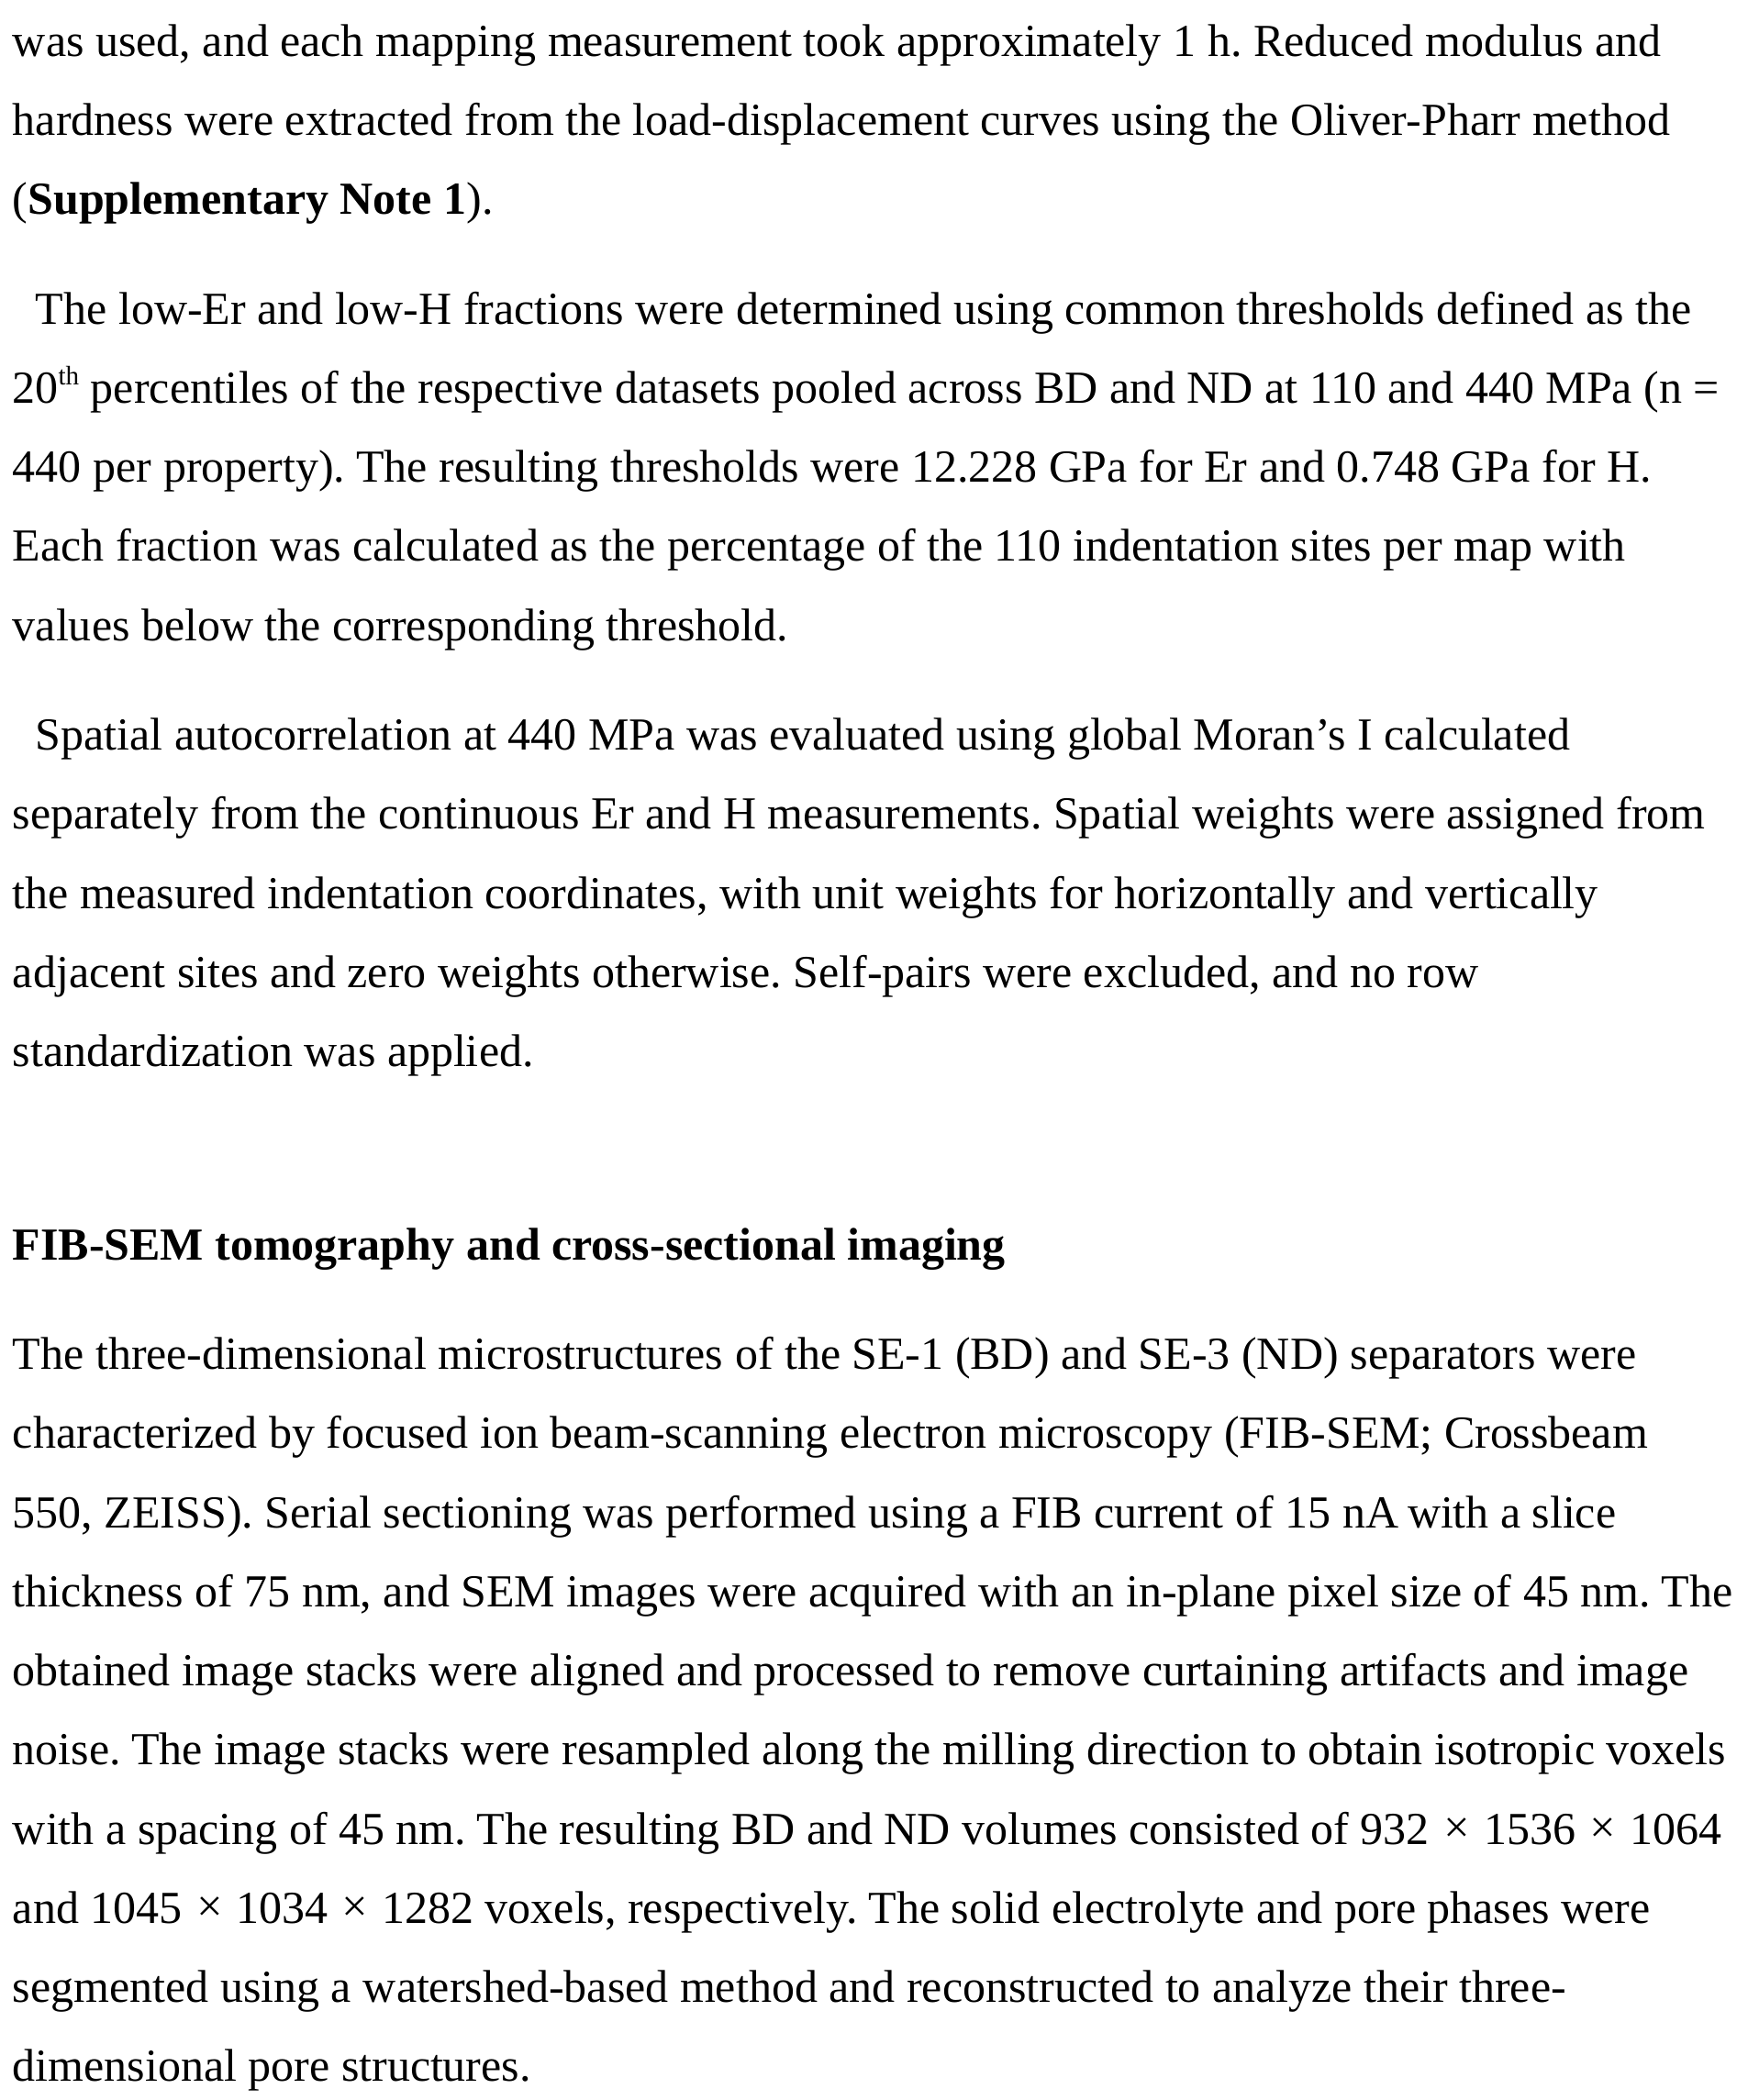 was used, and each mapping measurement took approximately 1 h. Reduced modulus and
hardness were extracted from the load-displacement curves using the Oliver-Pharr method
(Supplementary Note 1).
The low-Er and low-H fractions were determined using common thresholds defined as the
20th percentiles of the respective datasets pooled across BD and ND at 110 and 440 MPa (n =
440 per property). The resulting thresholds were 12.228 GPa for Er and 0.748 GPa for H.
Each fraction was calculated as the percentage of the 110 indentation sites per map with
values below the corresponding threshold.
Spatial autocorrelation at 440 MPa was evaluated using global Moran’s I calculated
separately from the continuous Er and H measurements. Spatial weights were assigned from
the measured indentation coordinates, with unit weights for horizontally and vertically
adjacent sites and zero weights otherwise. Self-pairs were excluded, and no row
standardization was applied.
FIB-SEM tomography and cross-sectional imaging
The three-dimensional microstructures of the SE-1 (BD) and SE-3 (ND) separators were
characterized by focused ion beam-scanning electron microscopy (FIB-SEM; Crossbeam
550, ZEISS). Serial sectioning was performed using a FIB current of 15 nA with a slice
thickness of 75 nm, and SEM images were acquired with an in-plane pixel size of 45 nm. The
obtained image stacks were aligned and processed to remove curtaining artifacts and image
noise. The image stacks were resampled along the milling direction to obtain isotropic voxels
with a spacing of 45 nm. The resulting BD and ND volumes consisted of 932 × 1536 × 1064
and 1045 × 1034 × 1282 voxels, respectively. The solid electrolyte and pore phases were
segmented using a watershed-based method and reconstructed to analyze their three-
dimensional pore structures.